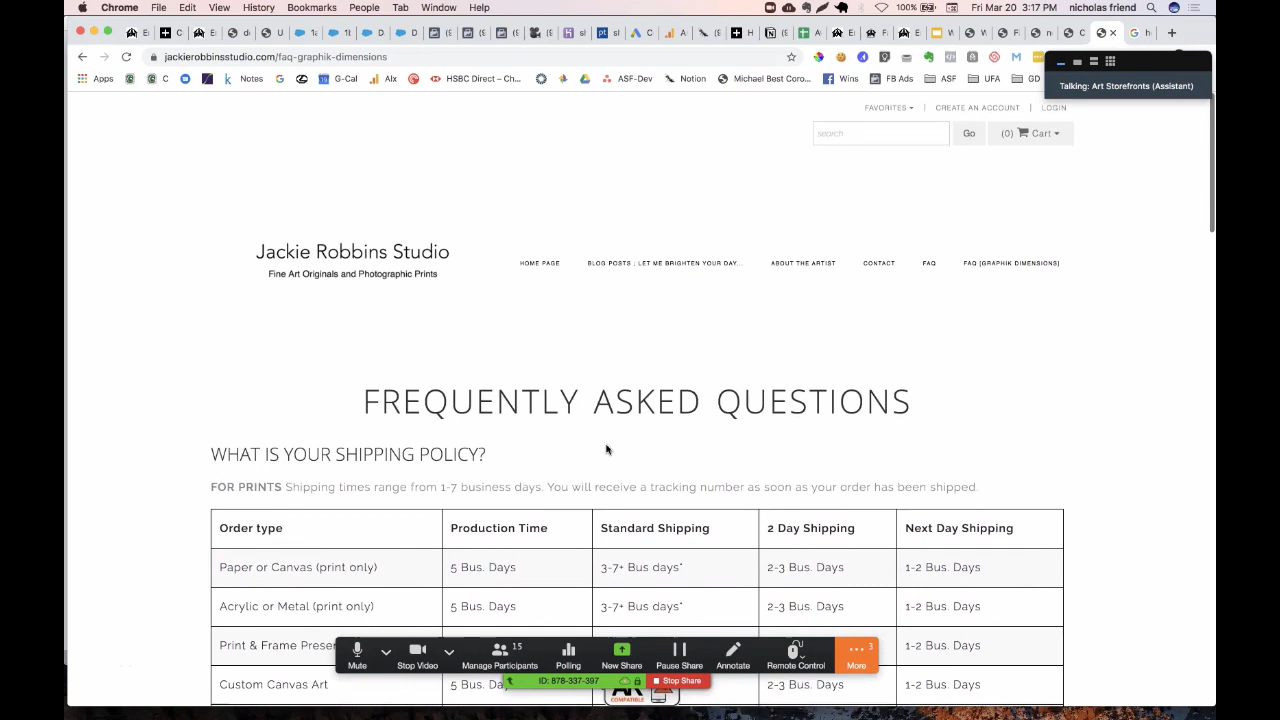 Chrome File Edit View History Bookmarks People Tab Window Help 100% Fri Mar 20 3:17 PM nicholas friend
jackierobbinsstudio.com/faq-graphik-dimensions
Apps C Notes G-Cal Alx HSBC Direct – Ch... ASF-Dev Notion Michael Best Coro... Wins FB Ads ASF UFA GD
Talking: Art Storefronts (Assistant)
FAVORITES | CREATE AN ACCOUNT | LOGIN
search Go (0) Cart
Jackie Robbins Studio
Fine Art Originals and Photographic Prints
HOME PAGE BLOG POSTS : LET ME BRIGHTEN YOUR DAY... ABOUT THE ARTIST CONTACT FAQ FAQ [GRAPHIK DIMENSIONS]
FREQUENTLY ASKED QUESTIONS
WHAT IS YOUR SHIPPING POLICY?
FOR PRINTS Shipping times range from 1-7 business days. You will receive a tracking number as soon as your order has been shipped.
Order type Production Time Standard Shipping 2 Day Shipping Next Day Shipping
Paper or Canvas (print only) 5 Bus. Days 3-7+ Bus days* 2-3 Bus. Days 1-2 Bus. Days
Acrylic or Metal (print only) 5 Bus. Days 3-7+ Bus days* 2-3 Bus. Days 1-2 Bus. Days
Print & Frame 1-2 Bus. Days
Mute Stop Video 15 Manage Participants Polling New Share Pause Share Annotate Remote Control 3 More
ID: 878-337-397 Stop Share
Custom Canvas Art 5 Bus. 2-3 Bus. Days 1-2 Bus. Days
AR
COMPATIBLE